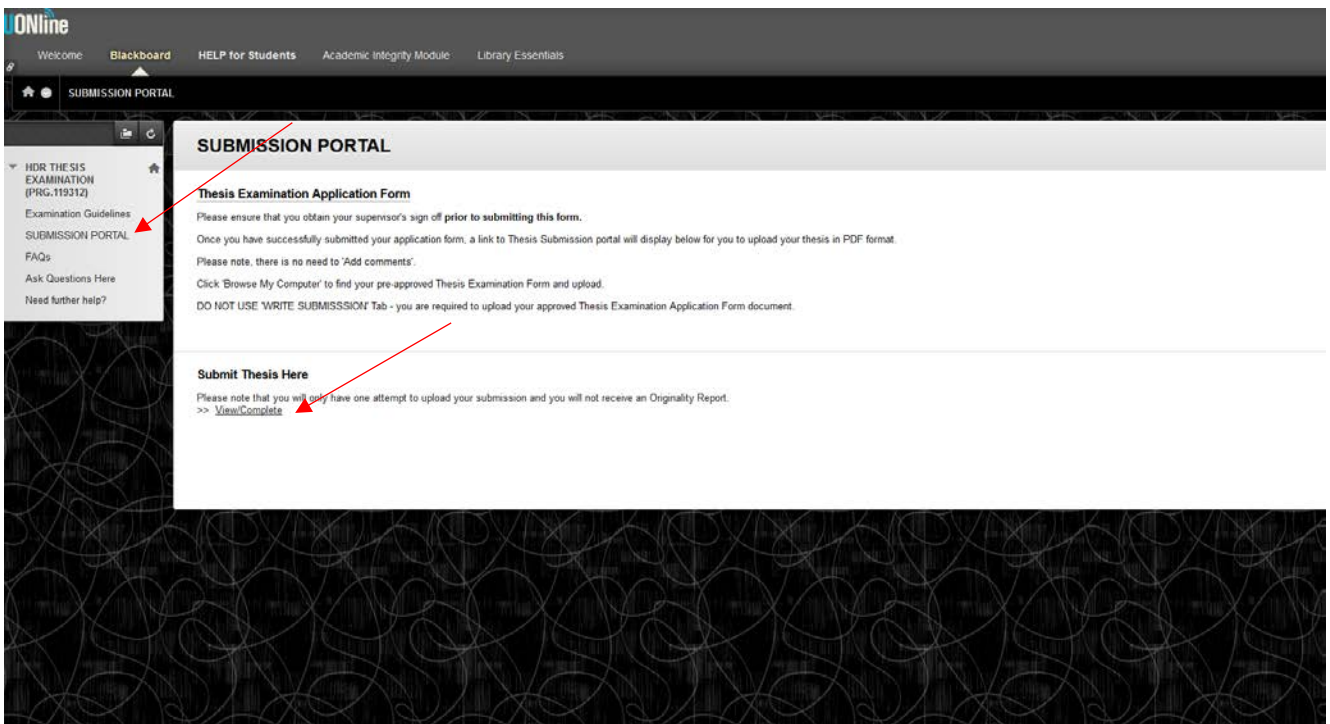 UONline
Welcome Blackboard HELP for Students Academic Integrity Module Library Essentials
SUBMISSION PORTAL
HDR THESIS
EXAMINATION
(PRG.119312)
Examination Guidelines
SUBMISSION PORTAL
FAQs
Ask Questions Here
Need further help?
SUBMISSION PORTAL
Thesis Examination Application Form
Please ensure that you obtain your supervisor's sign off prior to submitting this form.
Once you have successfully submitted your application form, a link to Thesis Submission portal will display below for you to upload your thesis in PDF format.
Please note, there is no need to 'Add comments'.
Click 'Browse My Computer' to find your pre-approved Thesis Examination Form and upload.
DO NOT USE 'WRITE SUBMISSSION' Tab - you are required to upload your approved Thesis Examination Application Form document.
Submit Thesis Here
Please note that you will only have one attempt to upload your submission and you will not receive an Originality Report.
>> View/Complete